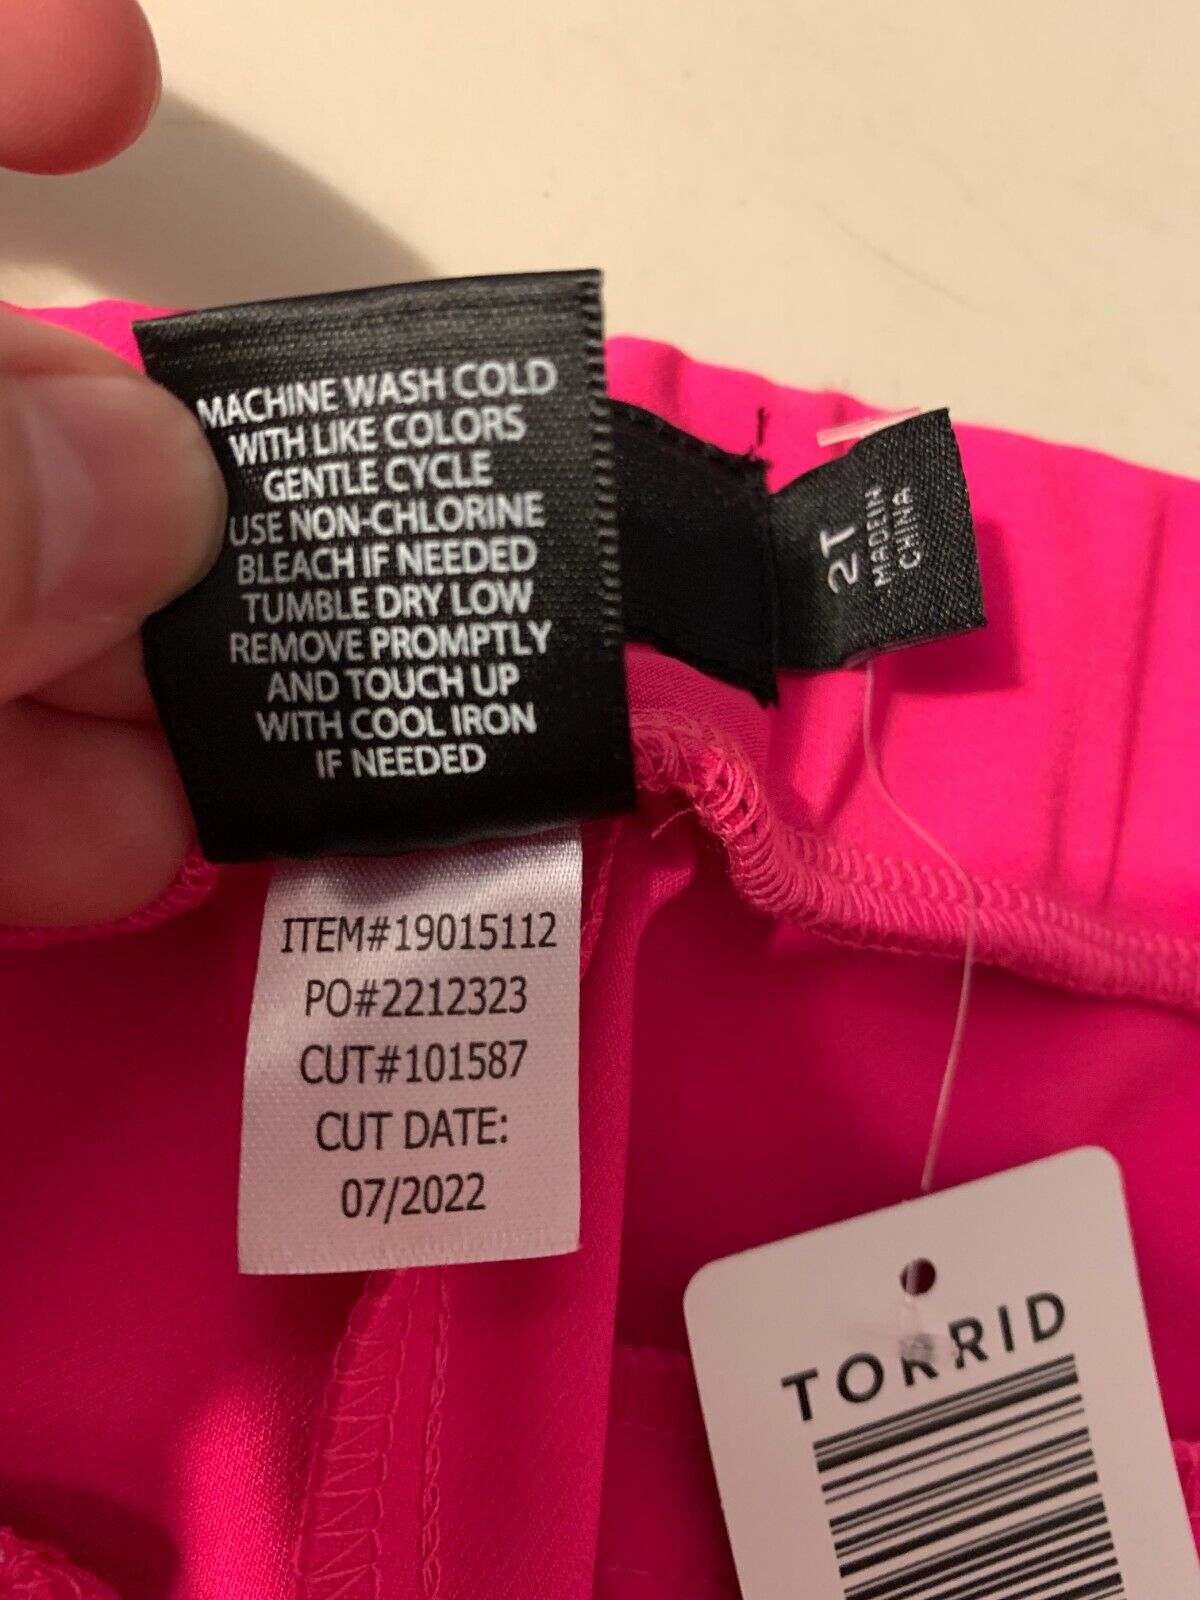 MACHINE WASH COLD
WITH LIKE COLORS
GENTLE CYCLE
USE NON-CHLORINE
BLEACH IF NEEDED
TUMBLE DRY LOW
REMOVE PROMPTLY
AND TOUCH UP
WITH COOL IRON
IF NEEDED
2T
MADE IN
CHINA
ITEM#19015112
PO#2212323
CUT#101587
CUT DATE:
07/2022
TORRID